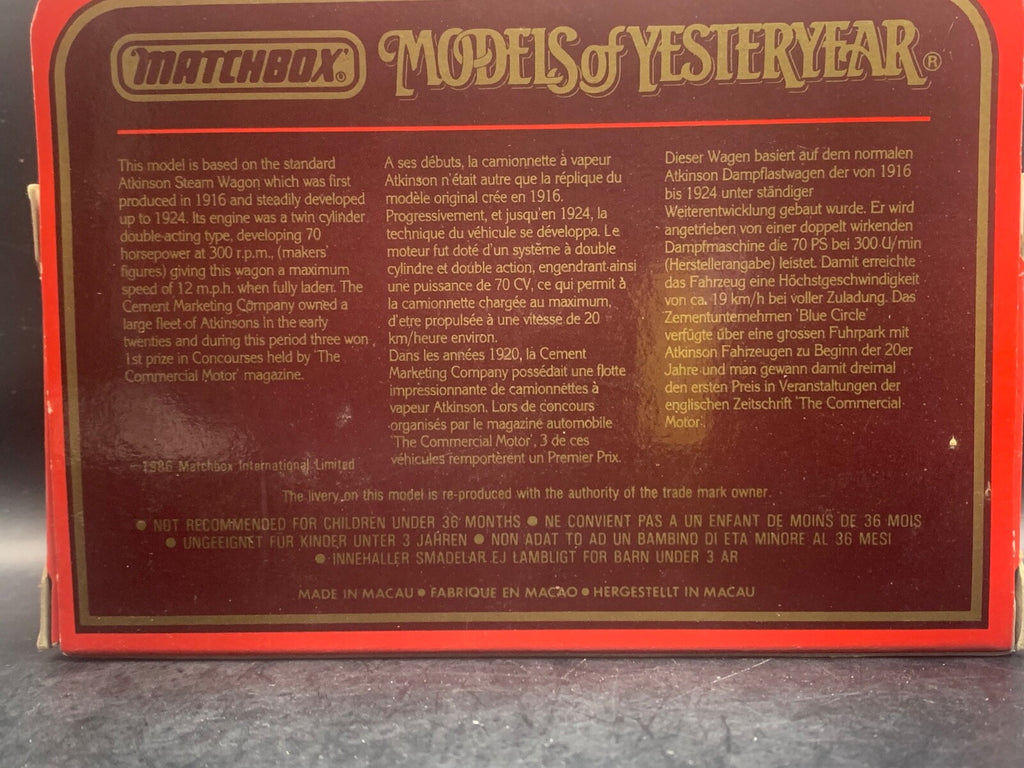 MATCHBOX®
MODELS of YESTERYEAR®
This model is based on the standard
Atkinson Steam Wagon which was first
produced in 1916 and steadily developed
up to 1924. Its engine was a twin cylinder
double-acting type, developing 70
horsepower at 300 r.p.m., (makers'
figures) giving this wagon a maximum
speed of 12 m.p.h. when fully laden. The
Cement Marketing Company owned a
large fleet of Atkinsons in the early
twenties and during this period three won
1st prize in Concourses held by 'The
Commercial Motor' magazine.
A ses débuts, la camionnette à vapeur
Atkinson n'était autre que la réplique du
modèle original crée en 1916.
Progressivement, et jusqu'en 1924, la
technique du véhicule se développa. Le
moteur fut doté d'un système à double
cylindre et double action, engendrant ainsi
une puissance de 70 CV, ce qui permit à
la camionnette chargée au maximum,
d'etre propulsée à une vitesse de 20
km/heure environ.
Dans les années 1920, la Cement
Marketing Company possédait une flotte
impressionnante de camionnettes à
vapeur Atkinson. Lors de concours
organisés par le magazine automobile
'The Commercial Motor', 3 de ces
véhicules remportèrent un Premier Prix.
Dieser Wagen basiert auf dem normalen
Atkinson Dampflastwagen der von 1916
bis 1924 unter ständiger
Weiterentwicklung gebaut wurde. Er wird
angetrieben von einer doppelt wirkenden
Dampfmaschine die 70 PS bei 300 U/min
(Herstellerangabe) leistet. Damit erreichte
das Fahrzeug eine Höchstgeschwindigkeit
von ca. 19 km/h bei voller Zuladung. Das
Zementunternehmen 'Blue Circle'
verfügte über eine grossen Fuhrpark mit
Atkinson Fahrzeugen zu Beginn der 20er
Jahre und man gewann damit dreimal
den ersten Preis in Veranstaltungen der
englischen Zeitschrift 'The Commercial
Motor'.
1986 Matchbox International Limited
The livery on this model is re-produced with the authority of the trade mark owner.
● NOT RECOMMENDED FOR CHILDREN UNDER 36 MONTHS ● NE CONVIENT PAS A UN ENFANT DE MOINS DE 36 MOIS
● UNGEEIGNET FÜR KINDER UNTER 3 JAHREN ● NON ADAT TO AD UN BAMBINO DI ETA MINORE AL 36 MESI
● INNEHALLER SMADELAR EJ LAMBLIGT FOR BARN UNDER 3 AR
MADE IN MACAU ● FABRIQUE EN MACAO ● HERGESTELLT IN MACAU